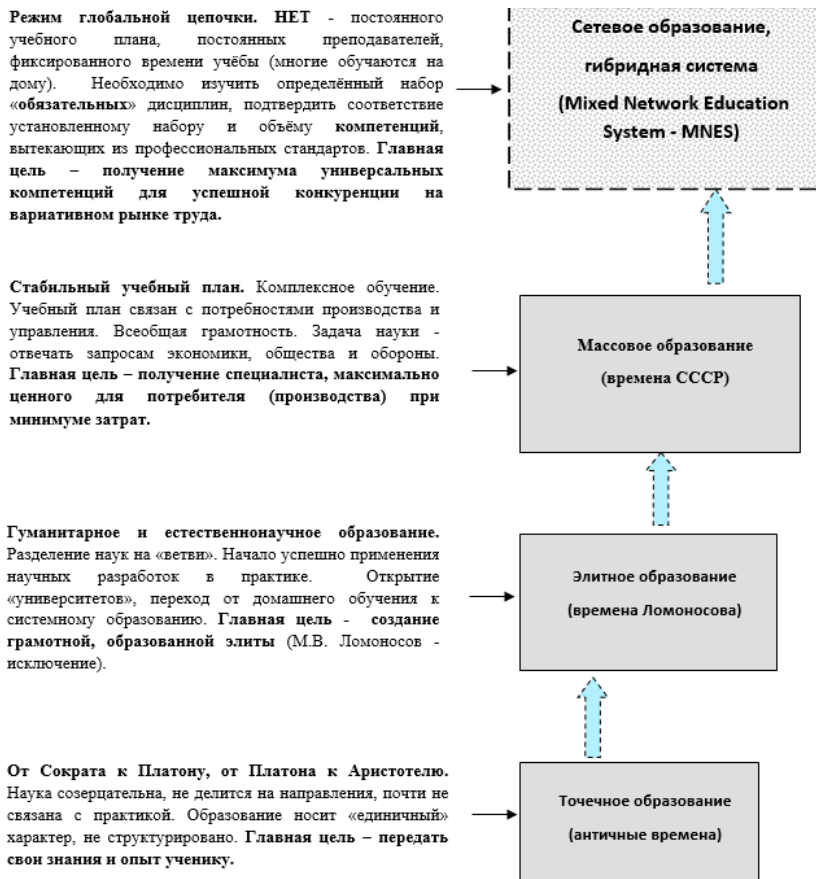 Режим глобальной цепочки. НЕТ - постоянного
учебного плана, постоянных преподавателей,
фиксированного времени учёбы (многие обучаются на
дому). Необходимо изучить определённый набор
«обязательных» дисциплин, подтвердить соответствие
установленному набору и объёму компетенций,
вытекающих из профессиональных стандартов. Главная
цель – получение максимума универсальных
компетенций для успешной конкуренции на
вариативном рынке труда.
Сетевое образование,
гибридная система
(Mixed Network Education
System - MNES)
Стабильный учебный план. Комплексное обучение.
Учебный план связан с потребностями производства и
управления. Всеобщая грамотность. Задача науки -
отвечать запросам экономики, общества и обороны.
Главная цель – получение специалиста, максимально
ценного для потребителя (производства) при
минимуме затрат.
Массовое образование
(времена СССР)
Гуманитарное и естественнонаучное образование.
Разделение наук на «ветви». Начало успешно применения
научных разработок в практике. Открытие
«университетов», переход от домашнего обучения к
системному образованию. Главная цель - создание
грамотной, образованной элиты (М.В. Ломоносов -
исключение).
Элитное образование
(времена Ломоносова)
От Сократа к Платону, от Платона к Аристотелю.
Наука созерцательна, не делится на направления, почти не
связана с практикой. Образование носит «единичный»
характер, не структурировано. Главная цель – передать
свои знания и опыт ученику.
Точечное образование
(античные времена)